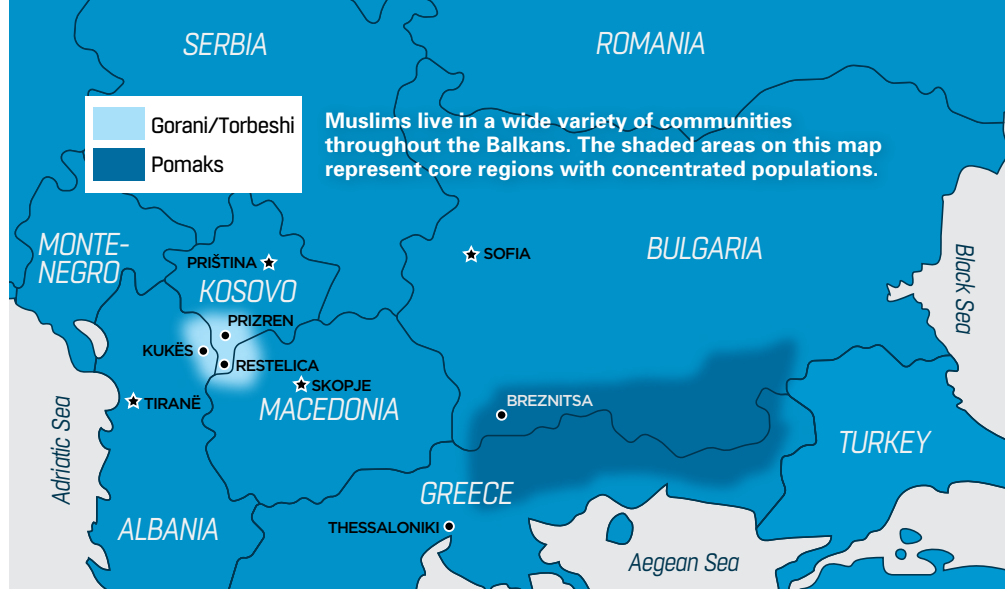 SERBIA
ROMANIA
Gorani/Torbeshi
Pomaks
Muslims live in a wide variety of communities
throughout the Balkans. The shaded areas on this map
represent core regions with concentrated populations.
MONTE-
NEGRO
PRIŠTINA
KOSOVO
SOFIA
BULGARIA
Black Sea
PRIZREN
KUKËS
RESTELICA
SKOPJE
TIRANË
MACEDONIA
BREZNITSA
Adriatic Sea
TURKEY
GREECE
ALBANIA
THESSALONIKI
Aegean Sea